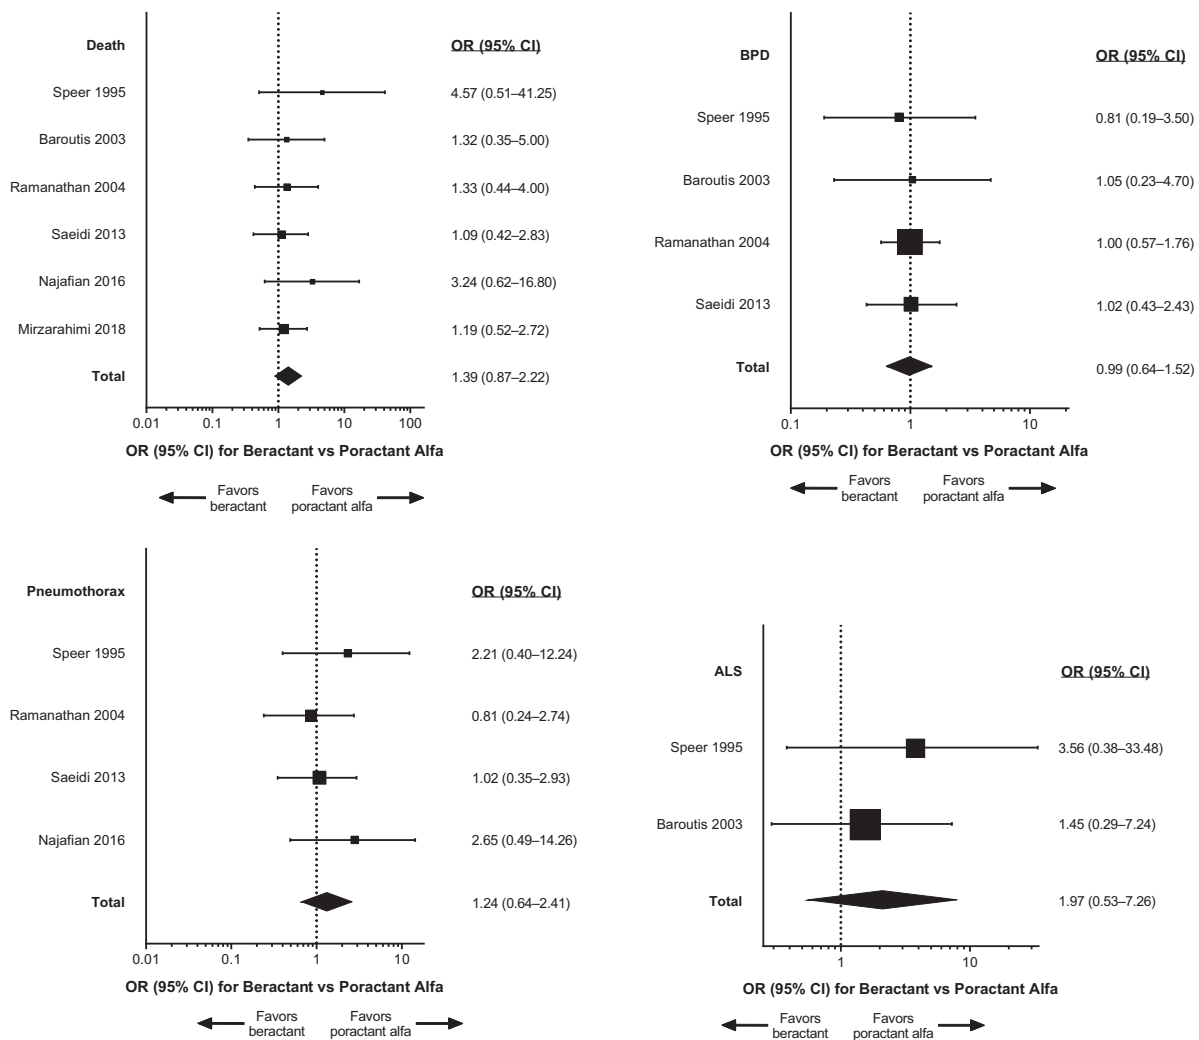 Death OR (95% CI)
Speer 1995 4.57 (0.51–41.25)
Baroutis 2003 1.32 (0.35–5.00)
Ramanathan 2004 1.33 (0.44–4.00)
Saeidi 2013 1.09 (0.42–2.83)
Najafian 2016 3.24 (0.62–16.80)
Mirzarahimi 2018 1.19 (0.52–2.72)
Total 1.39 (0.87–2.22)
0.01 0.1 1 10 100
OR (95% CI) for Beractant vs Poractant Alfa
Favors Favors
beractant poractant alfa
BPD OR (95% CI)
Speer 1995 0.81 (0.19–3.50)
Baroutis 2003 1.05 (0.23–4.70)
Ramanathan 2004 1.00 (0.57–1.76)
Saeidi 2013 1.02 (0.43–2.43)
Total 0.99 (0.64–1.52)
0.1 1 10
OR (95% CI) for Beractant vs Poractant Alfa
Favors Favors
beractant poractant alfa
Pneumothorax OR (95% CI)
Speer 1995 2.21 (0.40–12.24)
Ramanathan 2004 0.81 (0.24–2.74)
Saeidi 2013 1.02 (0.35–2.93)
Najafian 2016 2.65 (0.49–14.26)
Total 1.24 (0.64–2.41)
0.01 0.1 1 10
OR (95% CI) for Beractant vs Poractant Alfa
Favors Favors
beractant poractant alfa
ALS OR (95% CI)
Speer 1995 3.56 (0.38–33.48)
Baroutis 2003 1.45 (0.29–7.24)
Total 1.97 (0.53–7.26)
1 10
OR (95% CI) for Beractant vs Poractant Alfa
Favors Favors
beractant poractant alfa